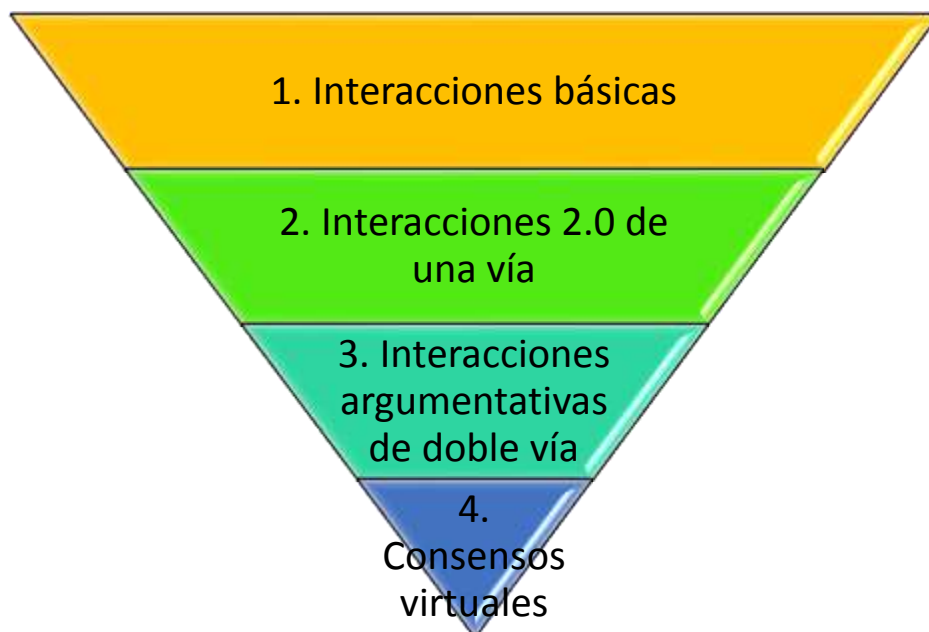 1. Interacciones básicas
2. Interacciones 2.0 de
una vía
3. Interacciones
argumentativas
de doble vía
4.
Consensos
virtuales